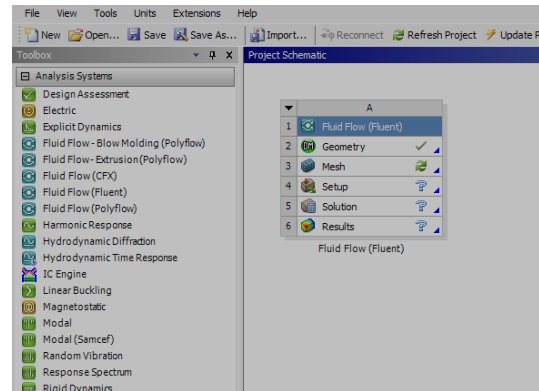 File View Tools Units Extensions Help
New Open... Save Save As... Import... Reconnect Refresh Project Update P
Toolbox
Project Schematic
Analysis Systems
Design Assessment
Electric
Explicit Dynamics
Fluid Flow - Blow Molding (Polyflow)
Fluid Flow- Extrusion (Polyflow)
Fluid Flow (CFX)
Fluid Flow (Fluent)
Fluid Flow (Polyflow)
Harmonic Response
Hydrodynamic Diffraction
Hydrodynamic Time Response
IC Engine
Linear Buckling
Magnetostatic
Modal
Modal (Samcef)
Random Vibration
Response Spectrum
Rigid Dynamics
A
1 Fluid Flow (Fluent)
2 Geometry
3 Mesh
4 Setup
5 Solution
6 Results
Fluid Flow (Fluent)